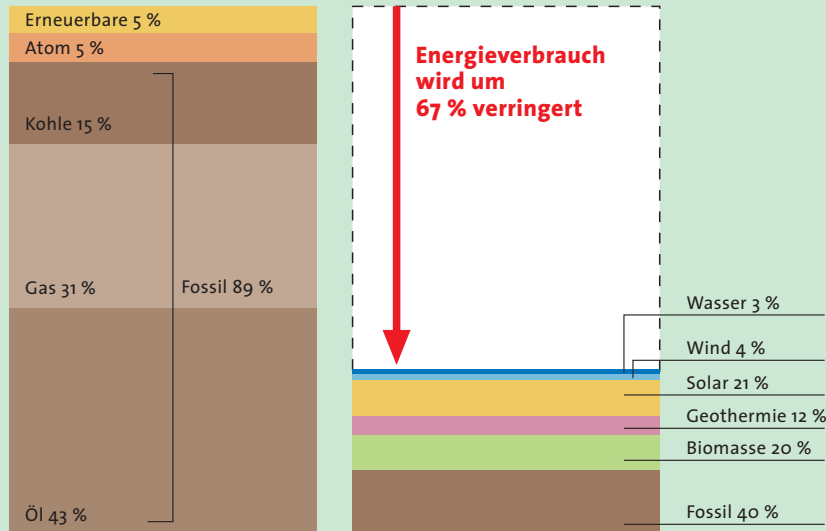 Erneuerbare 5 %
Atom 5 %
Kohle 15 %
Gas 31 %
Fossil 89 %
Öl 43 %
Energieverbrauch
wird um
67 % verringert
Wasser 3 %
Wind 4 %
Solar 21 %
Geothermie 12 %
Biomasse 20 %
Fossil 40 %